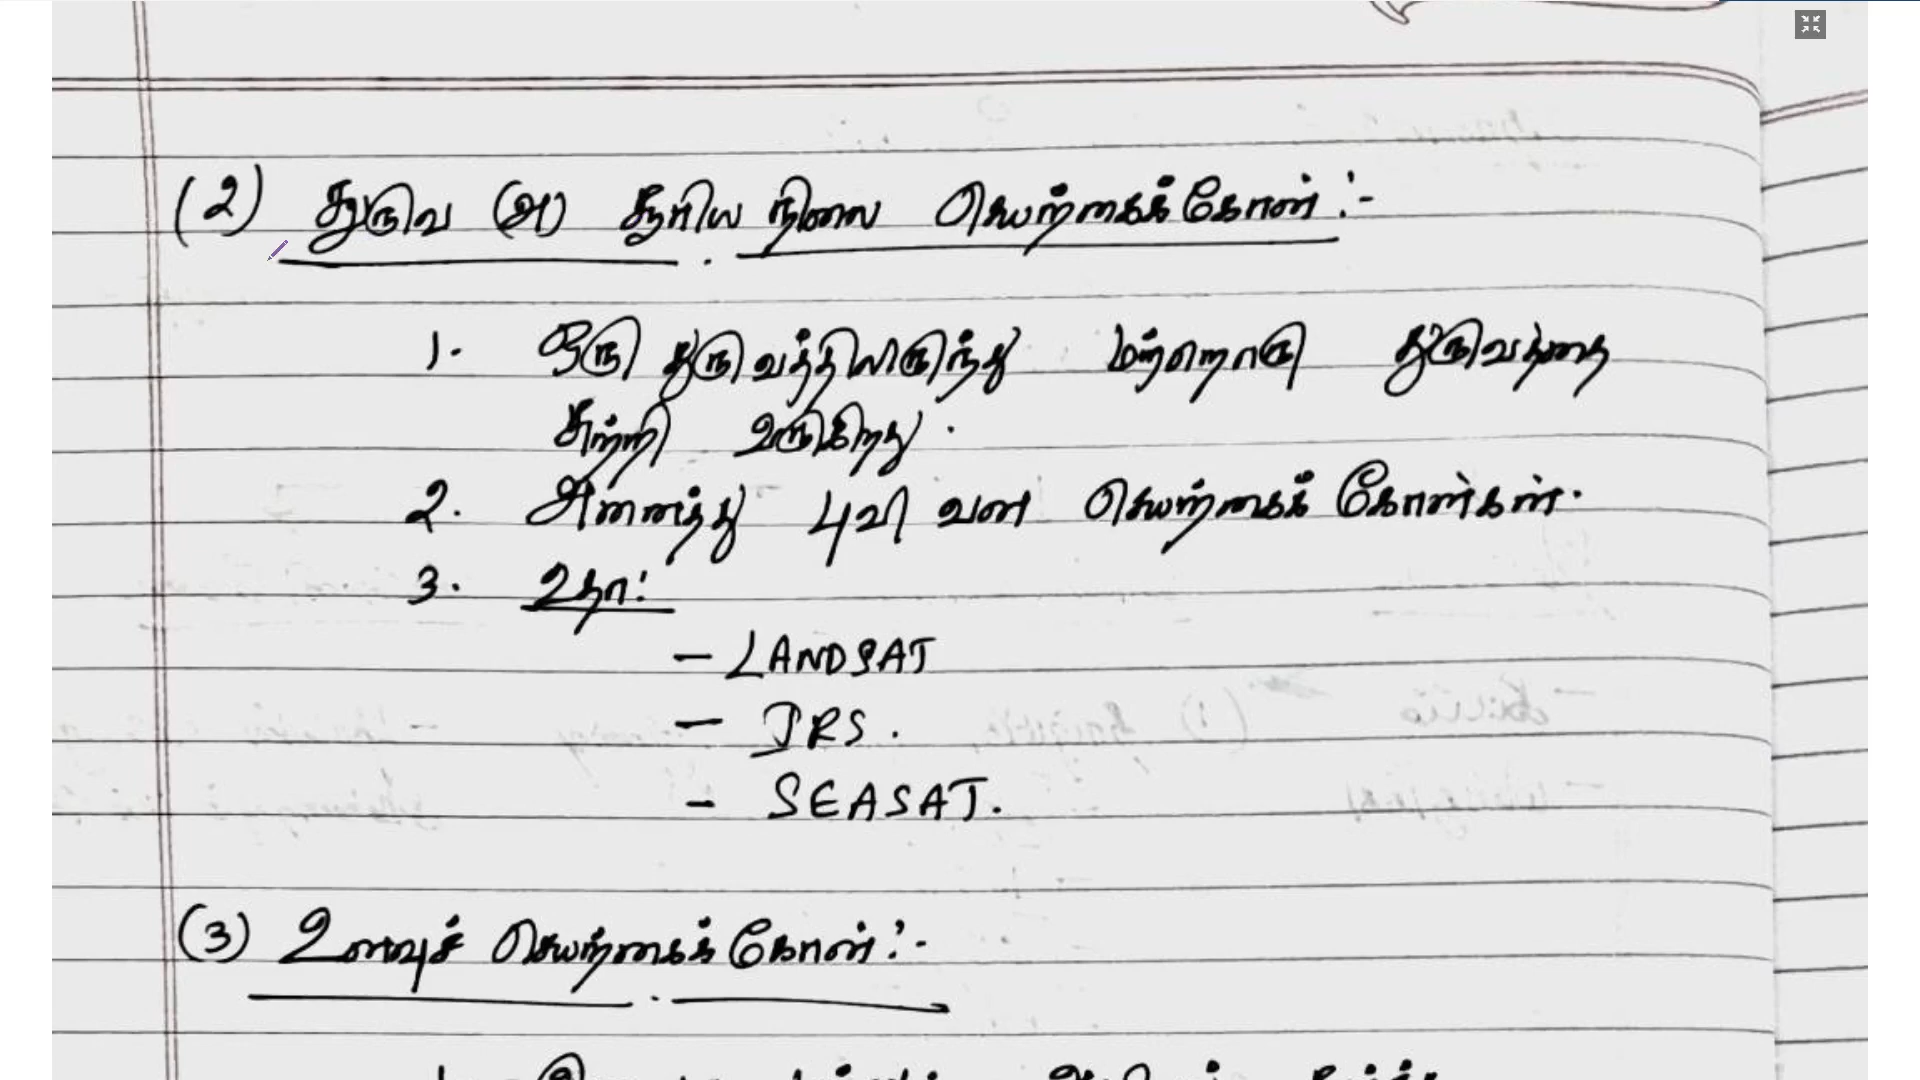 (2) துருவ (அ) சூரிய நிலை செயற்கைக்கோள் :-
1. ஒரு துருவத்திலிருந்து மற்றொரு துருவத்தை
சுற்றி வருகிறது.
2. அனைத்து புவி வள செயற்கைக் கோள்கள்.
3. உதா:
- LANDSAT
- IRS.
- SEASAT.
(3) உளவுச் செயற்கைக்கோள் :-